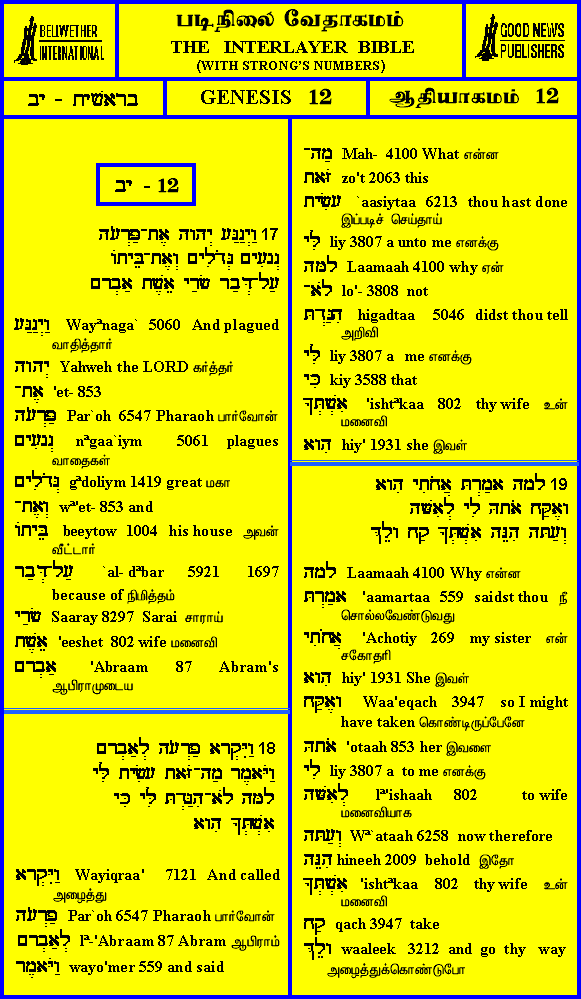 BELLWETHER
INTERNATIONAL
படிநிலை வேதாகமம்
THE INTERLAYER BIBLE
(WITH STRONG'S NUMBERS)
GOOD NEWS
PUBLISHERS
בראשית - יב
GENESIS 12
ஆதியாகமம் 12
יב - 12
17 וַיְנַגַּע יְהוָה אֶת־פַּרְעֹה
נְגָעִים גְּדֹלִים וְאֶת־בֵּיתוֹ
עַל־דְּבַר שָׂרַי אֵשֶׁת אַבְרָם
וַיְנַגַּע Wayªnaga` 5060 And plagued
வாதித்தார்
יְהוָה Yahweh the LORD கர்த்தர்
אֶת־ 'et- 853
פַּרְעֹה Par`oh 6547 Pharaoh பார்வோன்
נְגָעִים nªgaa`iym 5061 plagues
வாதைகள்
גְּדֹלִים gªdoliym 1419 great மகா
וְאֶת־ wª'et- 853 and
בֵּיתוֹ beeytow 1004 his house அவன்
வீட்டார்
עַל־דְּבַר `al- dªbar 5921 1697
because of நிமித்தம்
שָׂרַי Saaray 8297 Sarai சாராய்
אֵשֶׁת 'eeshet 802 wife மனைவி
אַבְרָם 'Abraam 87 Abram's
ஆபிராமுடைய
18 וַיִּקְרָא פַרְעֹה לְאַבְרָם
וַיֹּאמֶר מַה־זֹּאת עָשִׂיתָ לִּי
לָמָּה לֹא־הִגַּדְתָּ לִּי כִּי
אִשְׁתְּךָ הִוא
וַיִּקְרָא Wayiqraa' 7121 And called
அழைத்து
פַרְעֹה Par`oh 6547 Pharaoh பார்வோன்
לְאַבְרָם lª-'Abraam 87 Abram ஆபிராம்
וַיֹּאמֶר wayo'mer 559 and said
מַה־ Mah- 4100 What என்ன
זֹּאת zo't 2063 this
עָשִׂיתָ `aasiytaa 6213 thou hast done
இப்படிச் செய்தாய்
לִּי liy 3807 a unto me எனக்கு
לָמָּה Laamaah 4100 why ஏன்
לֹא־ lo'- 3808 not
הִגַּדְתָּ higadtaa 5046 didst thou tell
அறிவி
לִּי liy 3807 a me எனக்கு
כִּי kiy 3588 that
אִשְׁתְּךָ 'ishtªkaa 802 thy wife உன்
மனைவி
הִוא hiy' 1931 she இவள்
19 לָמָה אָמַרְתָּ אֲחֹתִי הִוא
וָאֶקַּח אֹתָהּ לִי לְאִשָּׁה
וְעַתָּה הִנֵּה אִשְׁתְּךָ קַח וָלֵךְ
לָמָה Laamaah 4100 Why என்ன
אָמַרְתָּ 'aamartaa 559 saidst thou நீ
சொல்லவேண்டுவது
אֲחֹתִי 'Achotiy 269 my sister என்
சகோதரி
הִוא hiy' 1931 She இவள்
וָאֶקַּח Waa'eqach 3947 so I might
have taken கொண்டிருப்பேனே
אֹתָהּ 'otaah 853 her இவளை
לִי liy 3807 a to me எனக்கு
לְאִשָּׁה lª'ishaah 802 to wife
மனைவியாக
וְעַתָּה Wª`ataah 6258 now therefore
הִנֵּה hineeh 2009 behold இதோ
אִשְׁתְּךָ 'ishtªkaa 802 thy wife உன்
மனைவி
קַח qach 3947 take
וָלֵךְ waaleek 3212 and go thy way
அழைத்துக்கொண்டுபோ